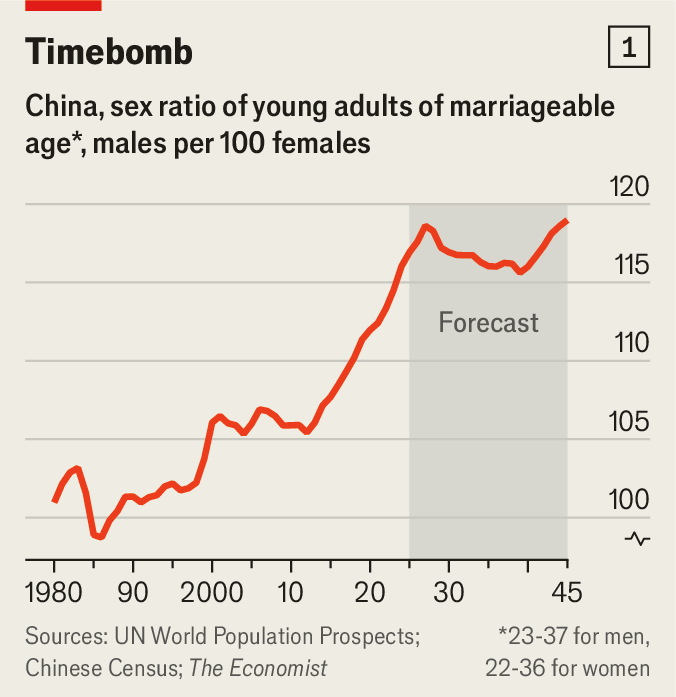 Timebomb
1
China, sex ratio of young adults of marriageable
age*, males per 100 females
120
115
Forecast
110
105
100
1980 90 2000 10 20 30 45
Sources: UN World Population Prospects;
Chinese Census; The Economist
*23-37 for men,
22-36 for women